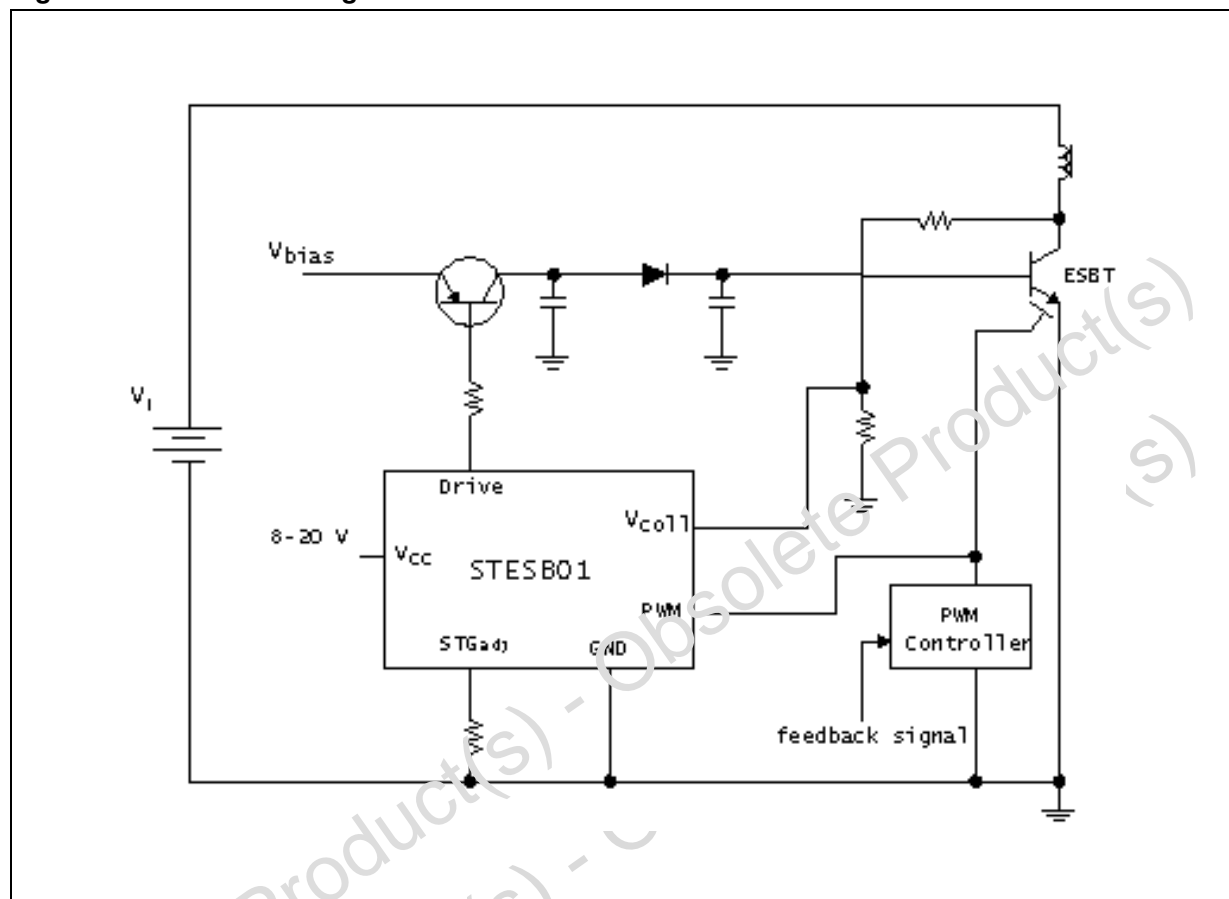 Vbias
ESBT
VI
Drive
Vcoll
8-20 V
Vcc
STESB01
PWM
STGadj
GND
PWM
Controller
feedback signal
Obsolete Product(s)
(s)
Product(s) - Obsolete Product(s)
(s) -